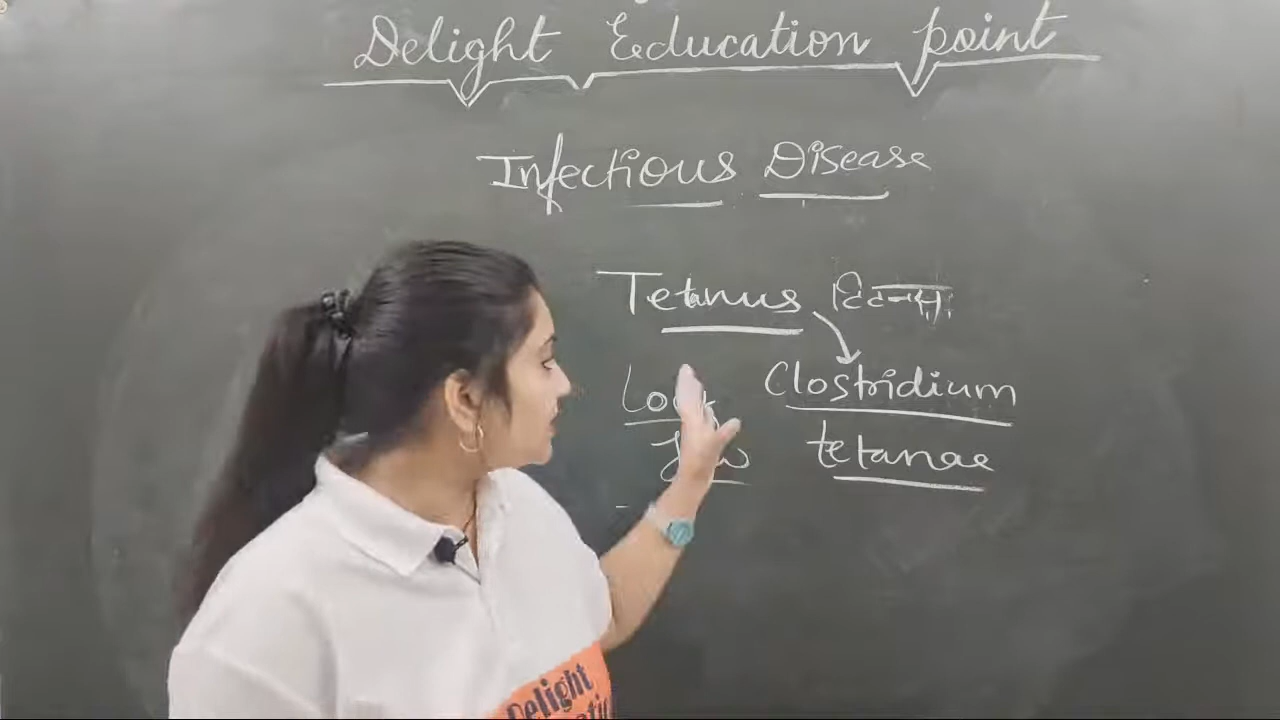 Delight Education point
Infectious Disease
Tetanus
Clostridium
tetanae
Delight